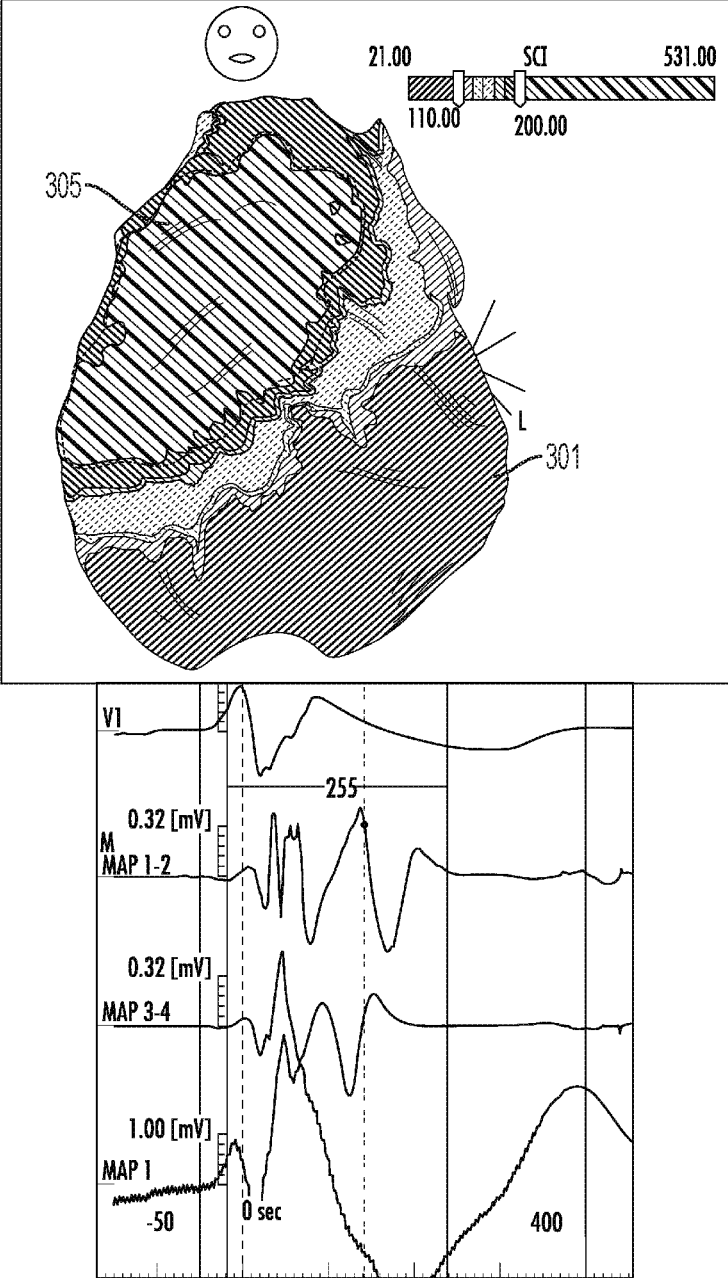 21.00 SCI 531.00
110.00 200.00
305
L
301
V1
255
0.32 [mV]
M
MAP 1-2
0.32 [mV]
MAP 3-4
1.00 [mV]
MAP 1
-50 0 sec 400